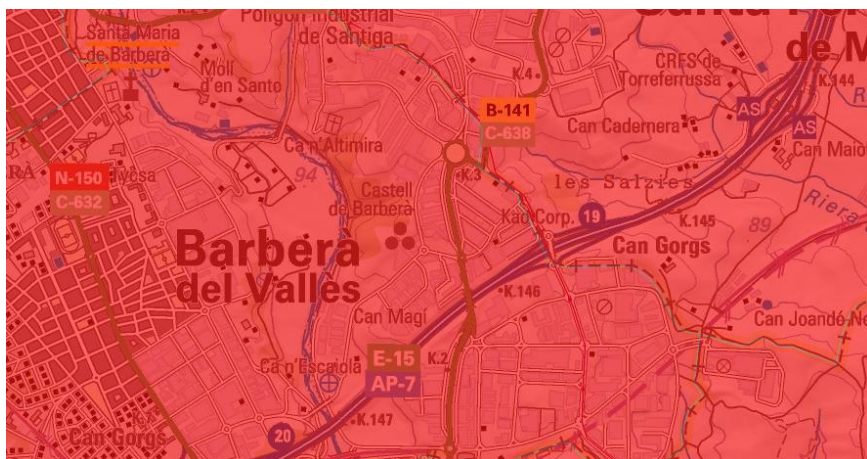 Polígon Industrial
de Santiga
Santa Maria
de Barberà
Molí
d'en Santo
K.4
CRFS de
Torreferrussa
de M
K.144
B-141
C-638
AS
AS
Can Cadernera
Can Maio
Ca n'Altimira
94
K.3
N-150
C-632
Castell
de Barberà
les Salzies
Kao Corp.
19
K.145
89
Riera
Barberà
del Vallès
Can Gorgs
K.146
Can Magí
Can Joandó Ne
E-15
AP-7
K.2
Ca n'Escaiola
K.147
Can Gorgs
20